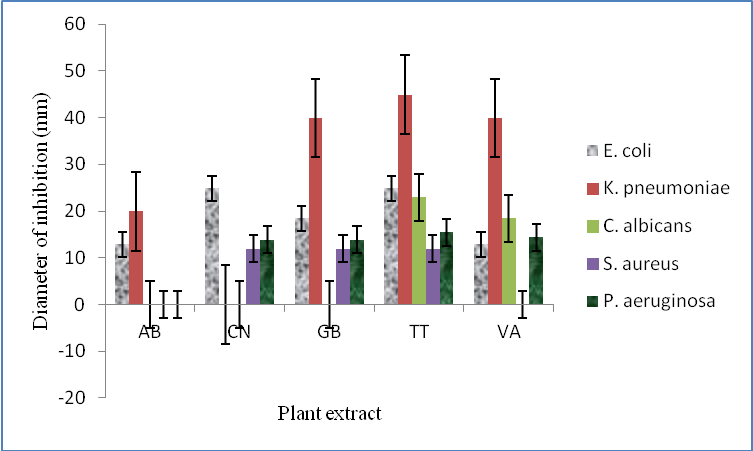 60
50
40
30
20
10
0
-10
-20
Diameter of inhibition (mm)
AB CN GB TT VA
Plant extract
E. coli
K. pneumoniae
C. albicans
S. aureus
P. aeruginosa